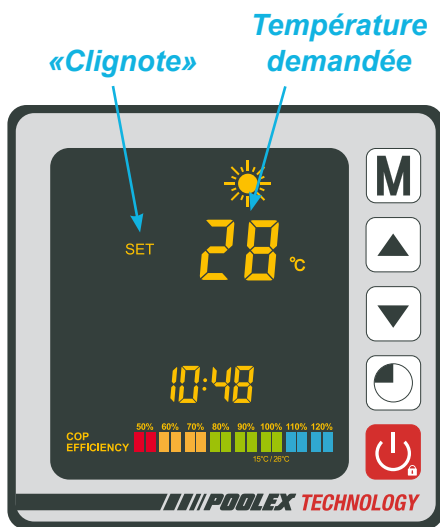 Température
demandée
«Clignote»
M
SET
28 °C
10:48
50% 60% 70% 80% 90% 100% 110% 120%
COP
EFFICIENCY
15°C / 26°C
POOLEX TECHNOLOGY